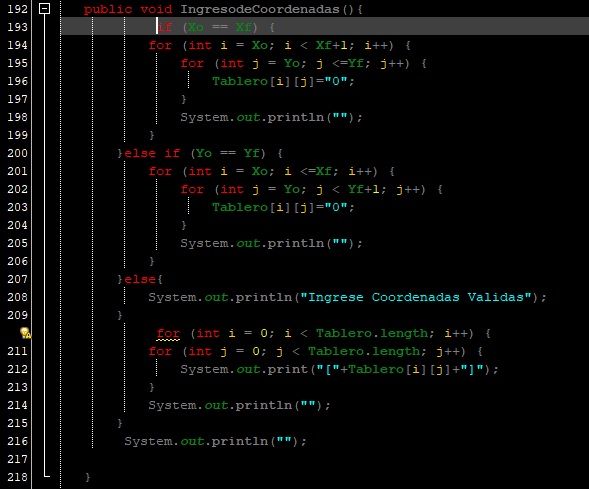 192 public void IngresodeCoordenadas(){
193 if (Xo == Xf) {
194 for (int i = Xo; i < Xf+1; i++) {
195 for (int j = Yo; j <=Yf; j++) {
196 Tablero[i][j]="0";
197 }
198 System.out.println("");
199 }
200 }else if (Yo == Yf) {
201 for (int i = Xo; i <=Xf; i++) {
202 for (int j = Yo; j < Yf+1; j++) {
203 Tablero[i][j]="0";
204 }
205 System.out.println("");
206 }
207 }else{
208 System.out.println("Ingrese Coordenadas Validas");
209 }
for (int i = 0; i < Tablero.length; i++) {
211 for (int j = 0; j < Tablero.length; j++) {
212 System.out.print("["+Tablero[i][j]+"]");
213 }
214 System.out.println("");
215 }
216 System.out.println("");
217
218 }